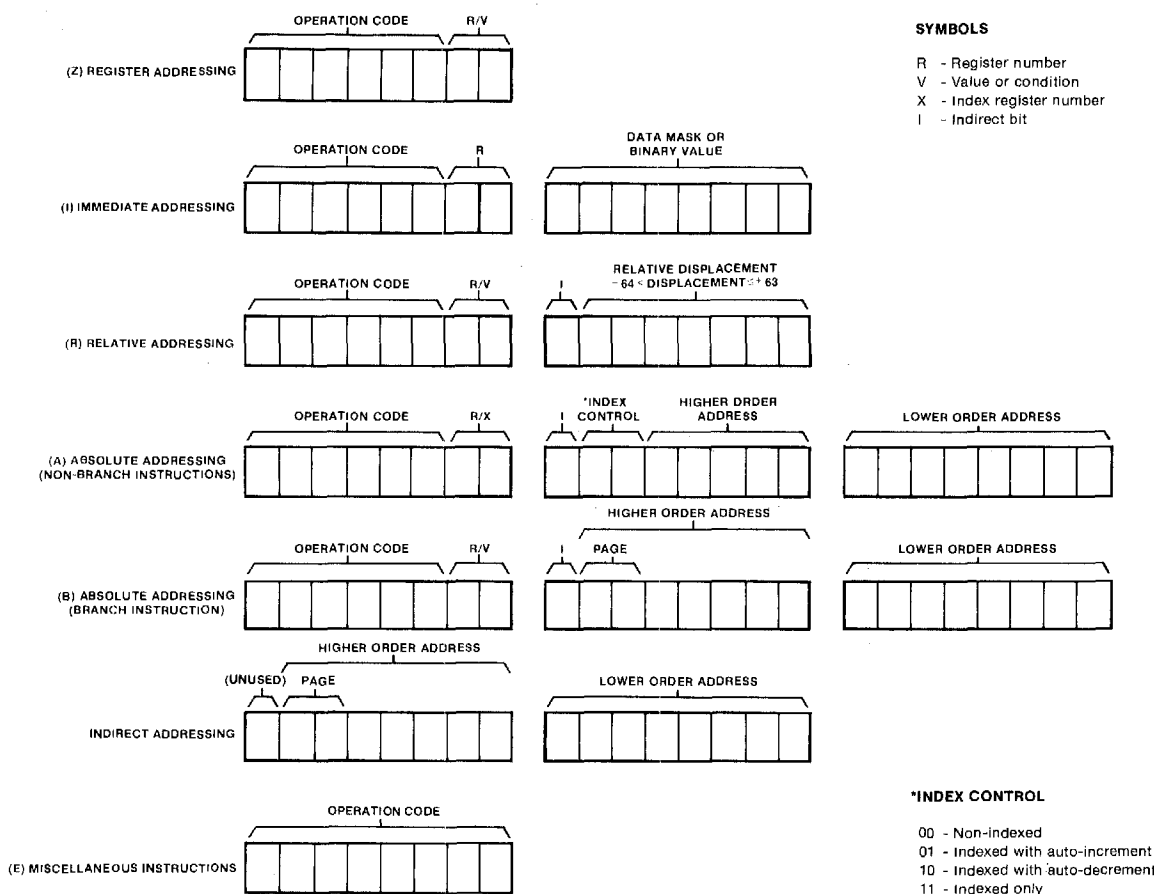 OPERATION CODE R/V
(Z) REGISTER ADDRESSING
SYMBOLS
R - Register number
V - Value or condition
X - Index register number
I - Indirect bit
OPERATION CODE R
DATA MASK OR
BINARY VALUE
(I) IMMEDIATE ADDRESSING
OPERATION CODE R/V
I
RELATIVE DISPLACEMENT
-64 ≤ DISPLACEMENT ≤ +63
(R) RELATIVE ADDRESSING
OPERATION CODE R/X
I
*INDEX
CONTROL
HIGHER ORDER
ADDRESS
LOWER ORDER ADDRESS
(A) ABSOLUTE ADDRESSING
(NON-BRANCH INSTRUCTIONS)
HIGHER ORDER ADDRESS
OPERATION CODE R/V
I PAGE
LOWER ORDER ADDRESS
(B) ABSOLUTE ADDRESSING
(BRANCH INSTRUCTION)
HIGHER ORDER ADDRESS
(UNUSED) PAGE
LOWER ORDER ADDRESS
INDIRECT ADDRESSING
OPERATION CODE
(E) MISCELLANEOUS INSTRUCTIONS
*INDEX CONTROL
00 - Non-indexed
01 - Indexed with auto-increment
10 - Indexed with auto-decrement
11 - Indexed only